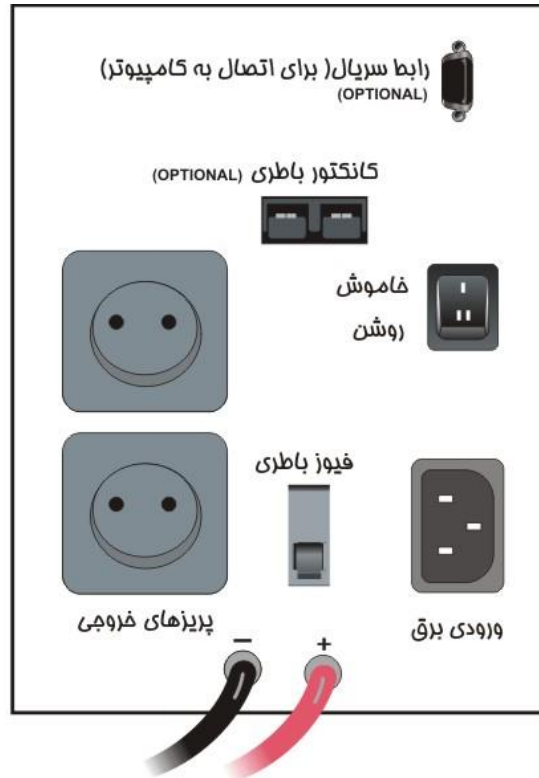 رابط سریال( برای اتصال به کامپیوتر)
(OPTIONAL)
کانکتور باطری (OPTIONAL)
خاموش
روشن
I
II
فیوز باطری
پریزهای خروجی
ورودی برق
− +